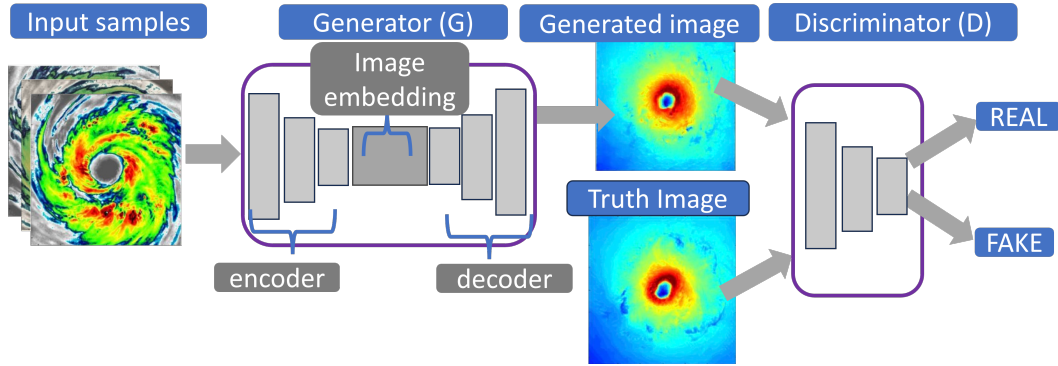 Input samples
Generator (G)
Generated image
Discriminator (D)
Image
embedding
REAL
Truth Image
FAKE
encoder
decoder